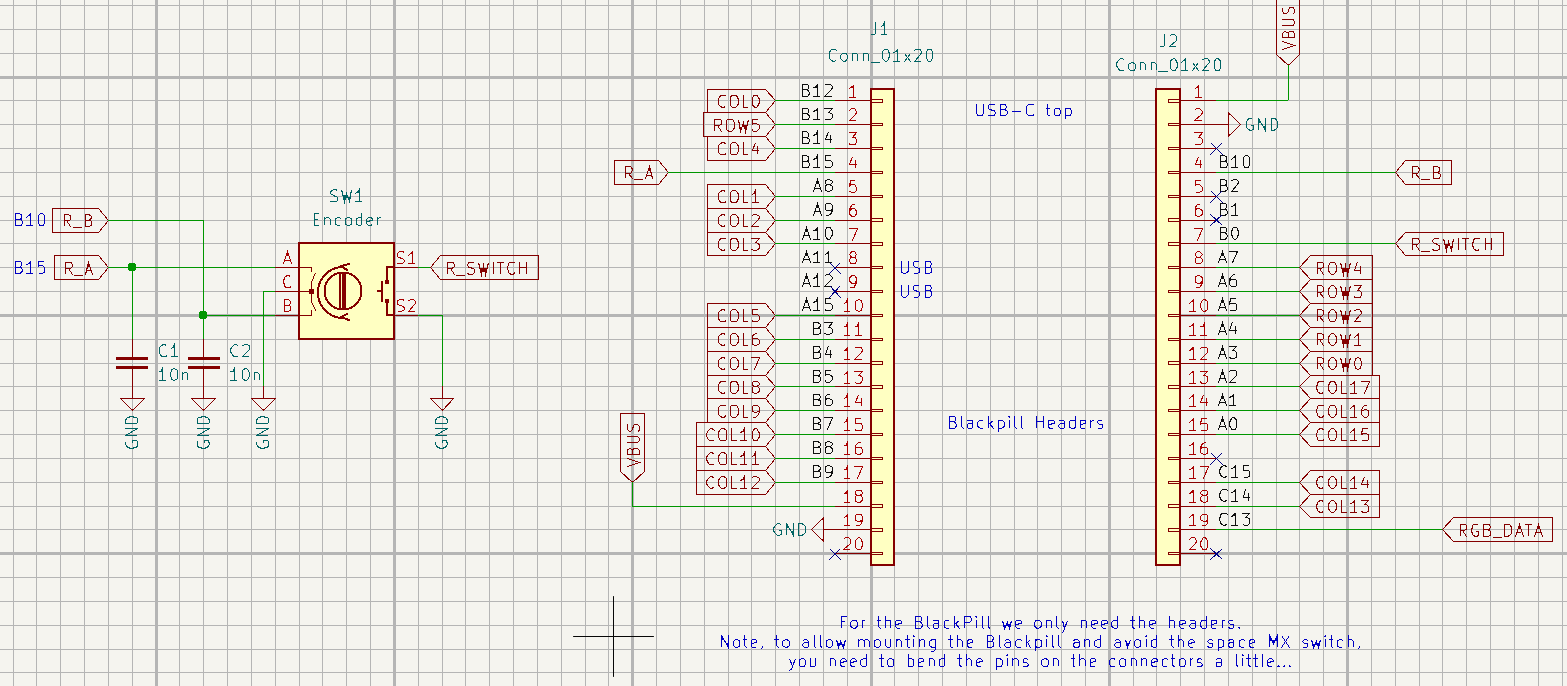 VBUS
J1
Conn_01x20
J2
Conn_01x20
USB-C top
SW1
Encoder
B10 R_B
B15 R_A
A
C
B
S1
S2
R_SWITCH
C1
10n
C2
10n
GND
GND
GND
GND
COL0 B12 1
ROW5 B13 2
COL4 B14 3
R_A B15 4
COL1 A8 5
COL2 A9 6
COL3 A10 7
A11 8 USB
A12 9 USB
COL5 A15 10
COL6 B3 11
COL7 B4 12
COL8 B5 13
COL9 B6 14
COL10 B7 15
COL11 B8 16
COL12 B9 17
VBUS 18
GND 19
20
Blackpill Headers
1
2 GND
3
4 B10 R_B
5 B2
6 B1
7 B0 R_SWITCH
8 A7 ROW4
9 A6 ROW3
10 A5 ROW2
11 A4 ROW1
12 A3 ROW0
13 A2 COL17
14 A1 COL16
15 A0 COL15
16
17 C15 COL14
18 C14 COL13
19 C13 RGB_DATA
20
For the BlackPill we only need the headers.
Note, to allow mounting the Blackpill and avoid the space MX switch,
you need to bend the pins on the connectors a little...